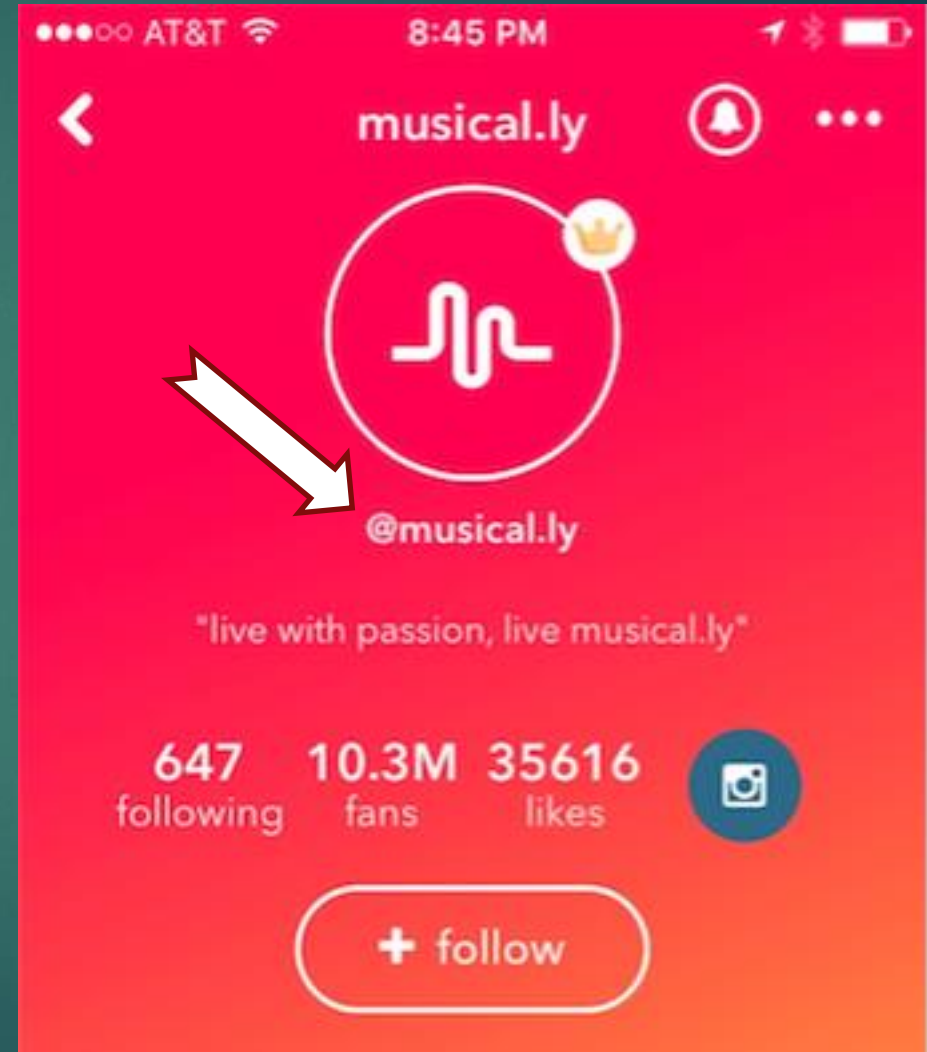 AT&T 8:45 PM
musical.ly
@musical.ly
"live with passion, live musical.ly"
647 10.3M 35616
following fans likes
+ follow